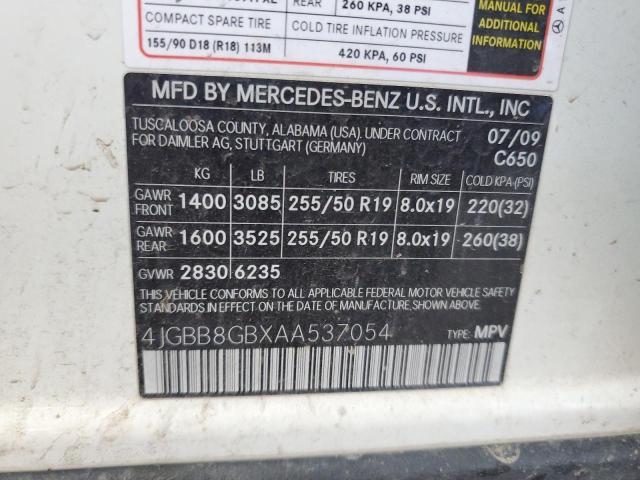 REAR 260 KPA, 38 PSI
MANUAL FOR
ADDITIONAL
INFORMATION
A
COMPACT SPARE TIRE COLD TIRE INFLATION PRESSURE
155/90 D18 (R18) 113M 420 KPA, 60 PSI
MFD BY MERCEDES-BENZ U.S. INTL., INC
TUSCALOOSA COUNTY, ALABAMA (USA). UNDER CONTRACT 07/09
FOR DAIMLER AG, STUTTGART (GERMANY) C650
KG LB TIRES RIM SIZE COLD KPA-(PSI)
GAWR FRONT 1400 3085 255/50 R19 8.0x19 220(32)
GAWR REAR 1600 3525 255/50 R19 8.0x19 260(38)
GVWR 2830 6235
THIS VEHICLE CONFORMS TO ALL APPLICABLE FEDERAL MOTOR VEHICLE SAFETY
STANDARDS IN EFFECT ON THE DATE OF MANUFACTURE SHOWN ABOVE.
4JGBB8GBXAA537054 TYPE: MPV